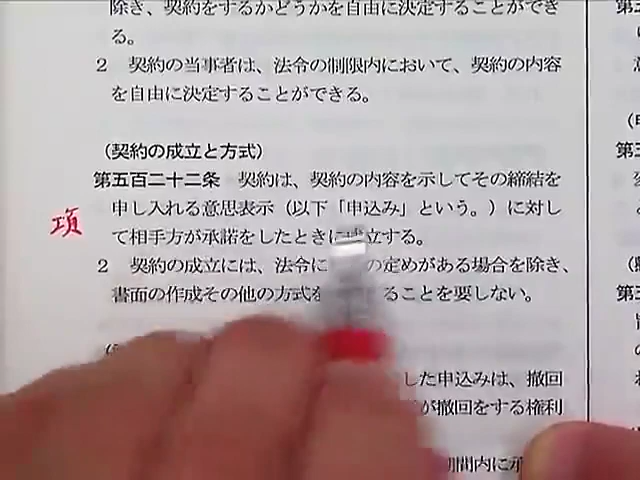 除き、契約をするかどうかを自由に決定することができ
る。
2 契約の当事者は、法令の制限内において、契約の内容
を自由に決定することができる。
(契約の成立と方式)
第五百二十二条 契約は、契約の内容を示してその締結を
申し入れる意思表示(以下「申込み」という。)に対し
て相手方が承諾をしたときに成立する。
項
2 契約の成立には、法令に の定めがある場合を除き、
書面の作成その他の方式を ることを要しない。
した申込みは、撤回
が撤回をする権利
期間内に承